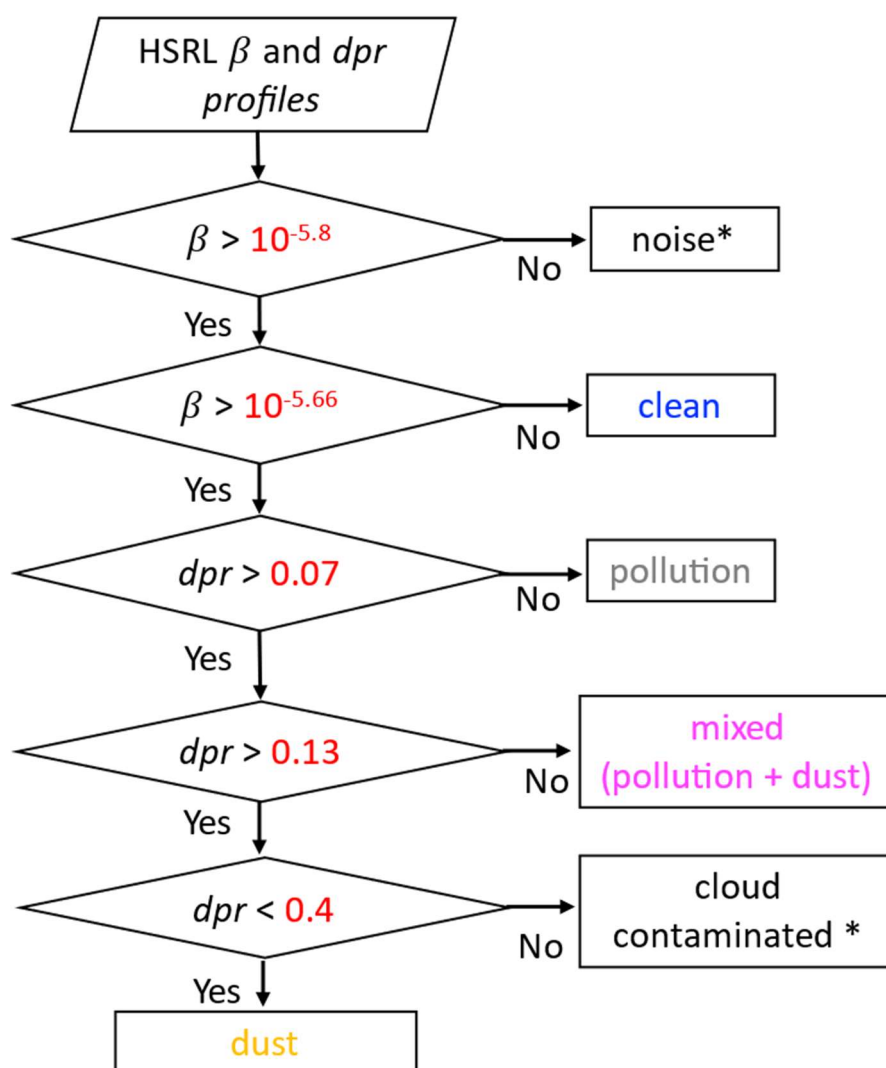 HSRL β and dpr
profiles
β > 10⁻⁵·⁸
No
noise*
Yes
β > 10⁻⁵·⁶⁶
No
clean
Yes
dpr > 0.07
No
pollution
Yes
dpr > 0.13
No
mixed
(pollution + dust)
Yes
dpr < 0.4
No
cloud
contaminated *
Yes
dust